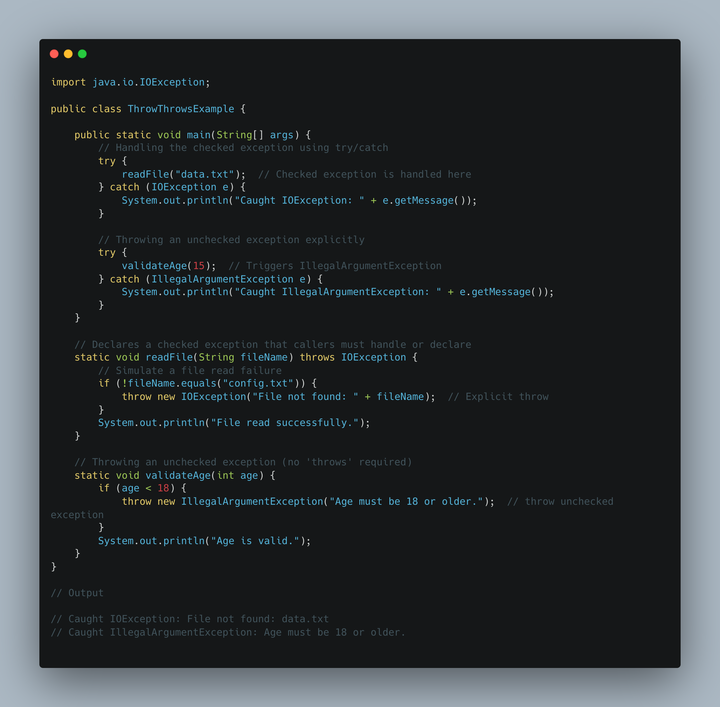 import java.io.IOException;
public class ThrowThrowsExample {
public static void main(String[] args) {
// Handling the checked exception using try/catch
try {
readFile("data.txt");  // Checked exception is handled here
} catch (IOException e) {
System.out.println("Caught IOException: " + e.getMessage());
}
// Throwing an unchecked exception explicitly
try {
validateAge(15);  // Triggers IllegalArgumentException
} catch (IllegalArgumentException e) {
System.out.println("Caught IllegalArgumentException: " + e.getMessage());
}
}
// Declares a checked exception that callers must handle or declare
static void readFile(String fileName) throws IOException {
// Simulate a file read failure
if (!fileName.equals("config.txt")) {
throw new IOException("File not found: " + fileName);  // Explicit throw
}
System.out.println("File read successfully.");
}
// Throwing an unchecked exception (no 'throws' required)
static void validateAge(int age) {
if (age < 18) {
throw new IllegalArgumentException("Age must be 18 or older.");  // throw unchecked
exception
}
System.out.println("Age is valid.");
}
}
// Output
// Caught IOException: File not found: data.txt
// Caught IllegalArgumentException: Age must be 18 or older.